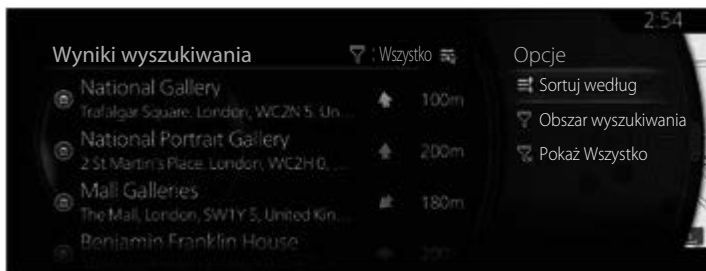 2:54
Wyniki wyszukiwania
: Wszystko
National Gallery
Trafalgar Square, London, WC2N 5, Un...
100m
National Portrait Gallery
2 St Martin's Place, London, WC2H 0, ...
200m
Mall Galleries
The Mall, London, SW1Y 5, United Kin...
180m
Benjamin Franklin House
200
Opcje
Sortuj według
Obszar wyszukiwania
Pokaż Wszystko